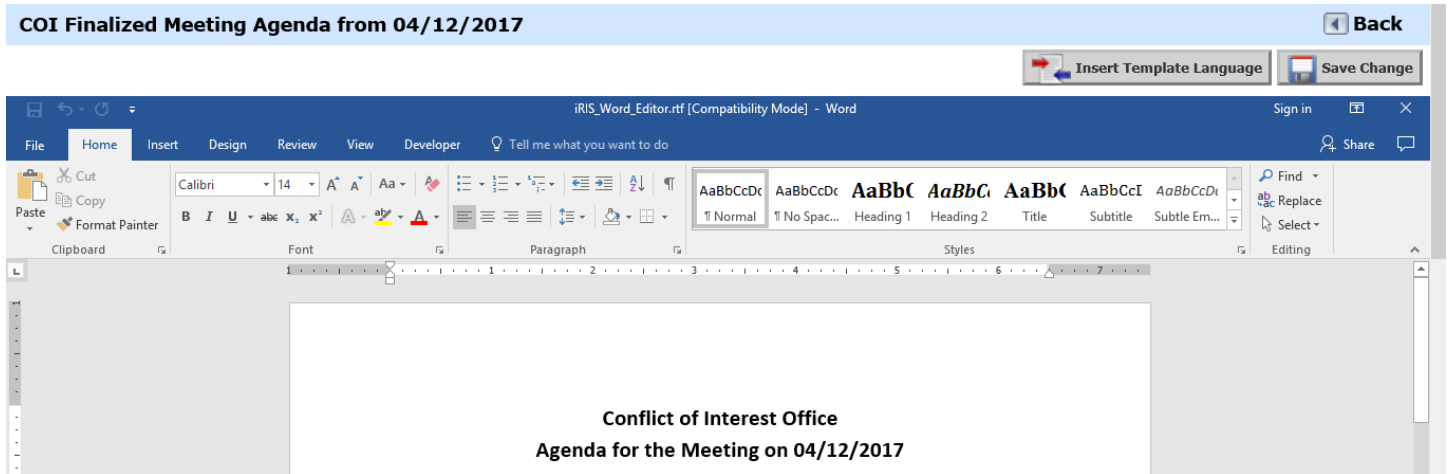 COI Finalized Meeting Agenda from 04/12/2017
Back
Insert Template Language
Save Change
iRIS_Word_Editor.rtf [Compatibility Mode] - Word
Sign in
File Home Insert Design Review View Developer Tell me what you want to do
Share
Paste
Cut
Copy
Format Painter
Clipboard
Calibri 14
Aa
B I U abc X₂ X²
A
Font
Paragraph
AaBbCcDc AaBbCcDc AaBb( AaBbC AaBb( AaBbCcD AaBbCcDc
¶ Normal ¶ No Spac... Heading 1 Heading 2 Title Subtitle Subtle Em...
Styles
Find
Replace
Select
Editing
1 1 2 3 4 5 6 7
1
Conflict of Interest Office
Agenda for the Meeting on 04/12/2017